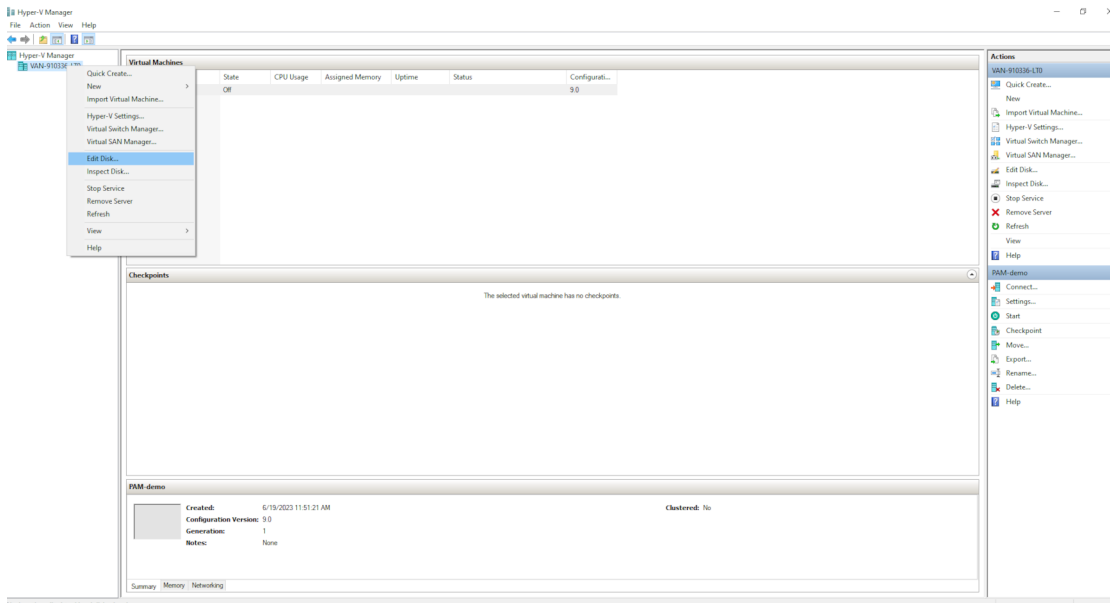 Hyper-V Manager
File Action View Help
Hyper-V Manager
VAN-910336-LT0
Quick Create...
New
Import Virtual Machine...
Hyper-V Settings...
Virtual Switch Manager...
Virtual SAN Manager...
Edit Disk...
Inspect Disk...
Stop Service
Remove Server
Refresh
View
Help
Virtual Machines
State CPU Usage Assigned Memory Uptime Status Configurati...
Off 9.0
Checkpoints
The selected virtual machine has no checkpoints
PAM-demo
Created: 6/19/2023 11:51:21 AM Clustered: No
Configuration Version: 9.0
Generation: 1
Notes: None
Summary Memory Networking
Actions
VAN-910336-LT0
Quick Create...
New
Import Virtual Machine...
Hyper-V Settings...
Virtual Switch Manager...
Virtual SAN Manager...
Edit Disk...
Inspect Disk...
Stop Service
Remove Server
Refresh
View
Help
PAM-demo
Connect...
Settings...
Start
Checkpoint
Move...
Export...
Rename...
Delete...
Help